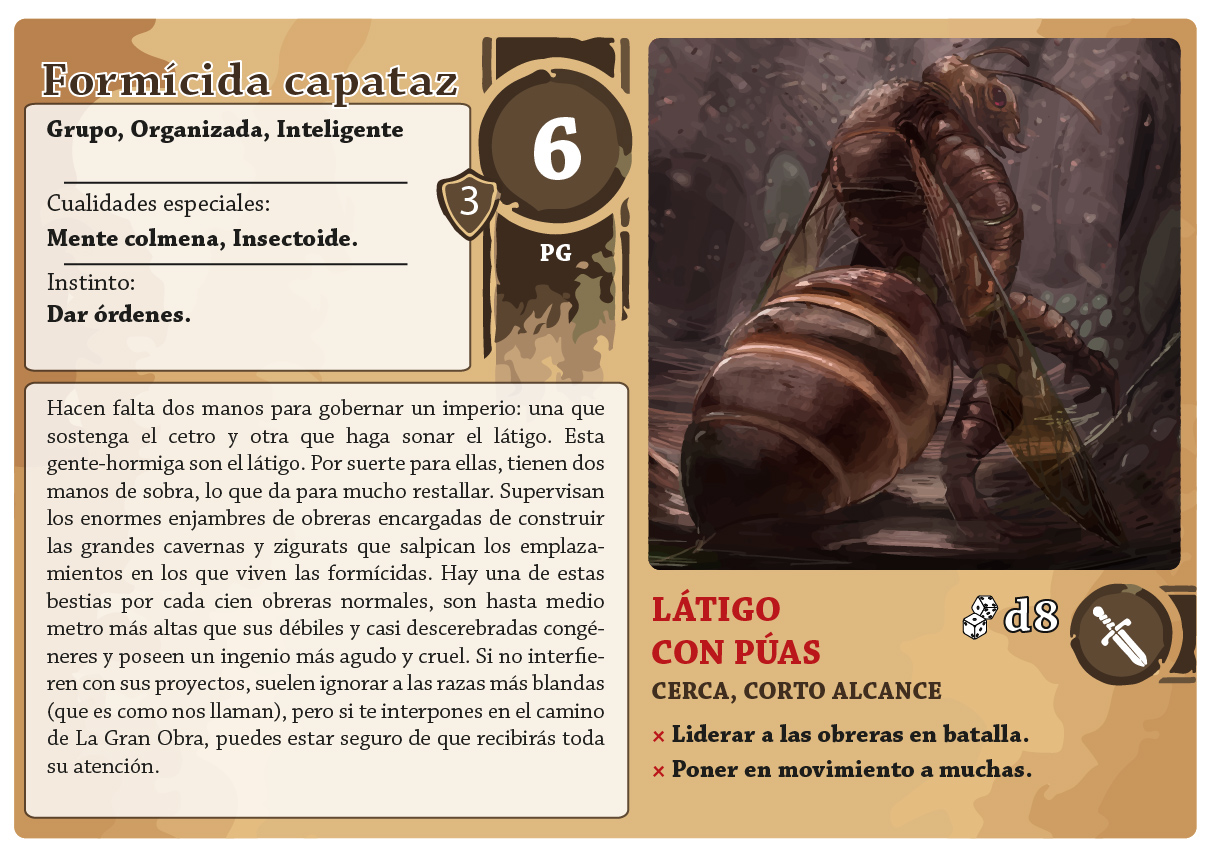 Formícida capataz
Grupo, Organizada, Inteligente
Cualidades especiales:
Mente colmena, Insectoide.
Instinto:
Dar órdenes.
3
6
PG
Hacen falta dos manos para gobernar un imperio: una que
sostenga el cetro y otra que haga sonar el látigo. Esta
gente-hormiga son el látigo. Por suerte para ellas, tienen dos
manos de sobra, lo que da para mucho restallar. Supervisan
los enormes enjambres de obreras encargadas de construir
las grandes cavernas y zigurats que salpican los emplaza-
mientos en los que viven las formícidas. Hay una de estas
bestias por cada cien obreras normales, son hasta medio
metro más altas que sus débiles y casi descerebradas congé-
neres y poseen un ingenio más agudo y cruel. Si no interfie-
ren con sus proyectos, suelen ignorar a las razas más blandas
(que es como nos llaman), pero si te interpones en el camino
de La Gran Obra, puedes estar seguro de que recibirás toda
su atención.
LÁTIGO
CON PÚAS
d8
CERCA, CORTO ALCANCE
× Liderar a las obreras en batalla.
× Poner en movimiento a muchas.